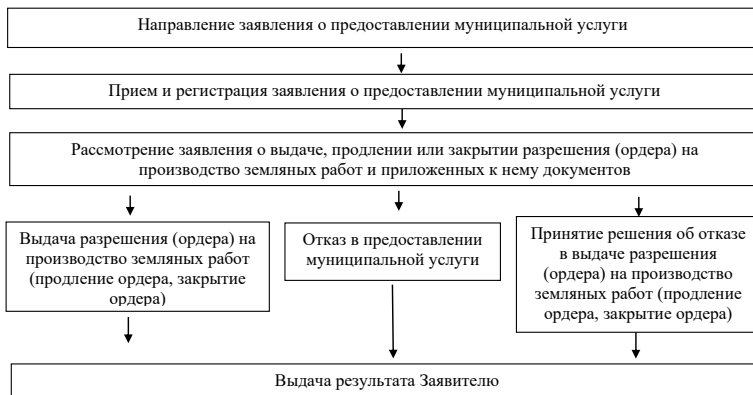 Направление заявления о предоставлении муниципальной услуги
Прием и регистрация заявления о предоставлении муниципальной услуги
Рассмотрение заявления о выдаче, продлении или закрытии разрешения (ордера) на
производство земляных работ и приложенных к нему документов
Выдача разрешения (ордера) на
производство земляных работ
(продление ордера, закрытие
ордера)
Отказ в предоставлении
муниципальной услуги
Принятие решения об отказе
в выдаче разрешения
(ордера) на производство
земляных работ (продление
ордера, закрытие ордера)
Выдача результата Заявителю